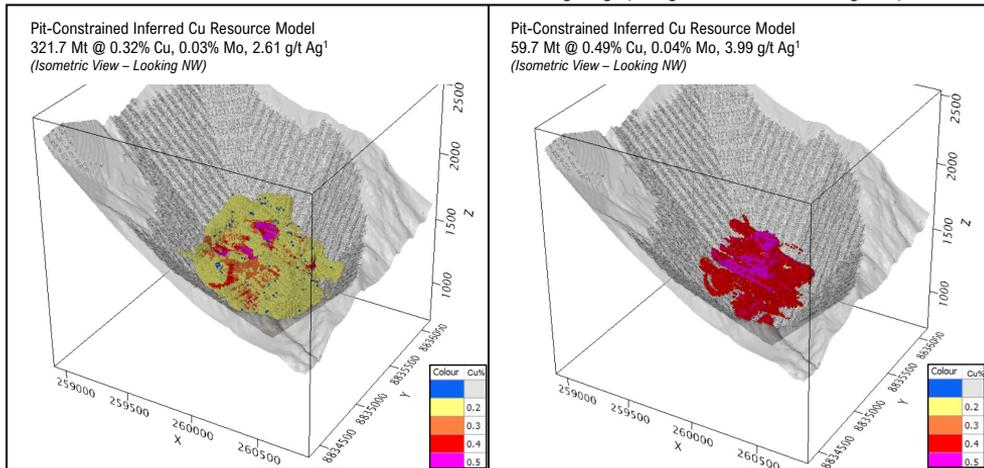 Pit-Constrained Inferred Cu Resource Model
321.7 Mt @ 0.32% Cu, 0.03% Mo, 2.61 g/t Ag¹
(Isometric View – Looking NW)
2500
2000
1500
1000
Z
259000
259500
260000
260500
X
8834500
8835000
8835500
8836000
Y
Colour Cu%
0.2
0.3
0.4
0.5
Pit-Constrained Inferred Cu Resource Model
59.7 Mt @ 0.49% Cu, 0.04% Mo, 3.99 g/t Ag¹
(Isometric View – Looking NW)
2500
2000
1500
1000
Z
259000
259500
260000
260500
X
8834500
8835000
8835500
8836000
Y
Colour Cu%
0.2
0.3
0.4
0.5